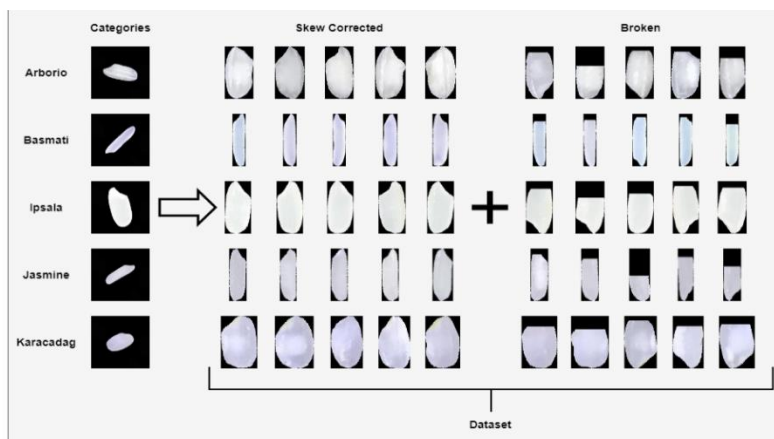 Categories
Skew Corrected
Broken
Arborio
Basmati
Ipsala
Jasmine
Karacadag
Dataset